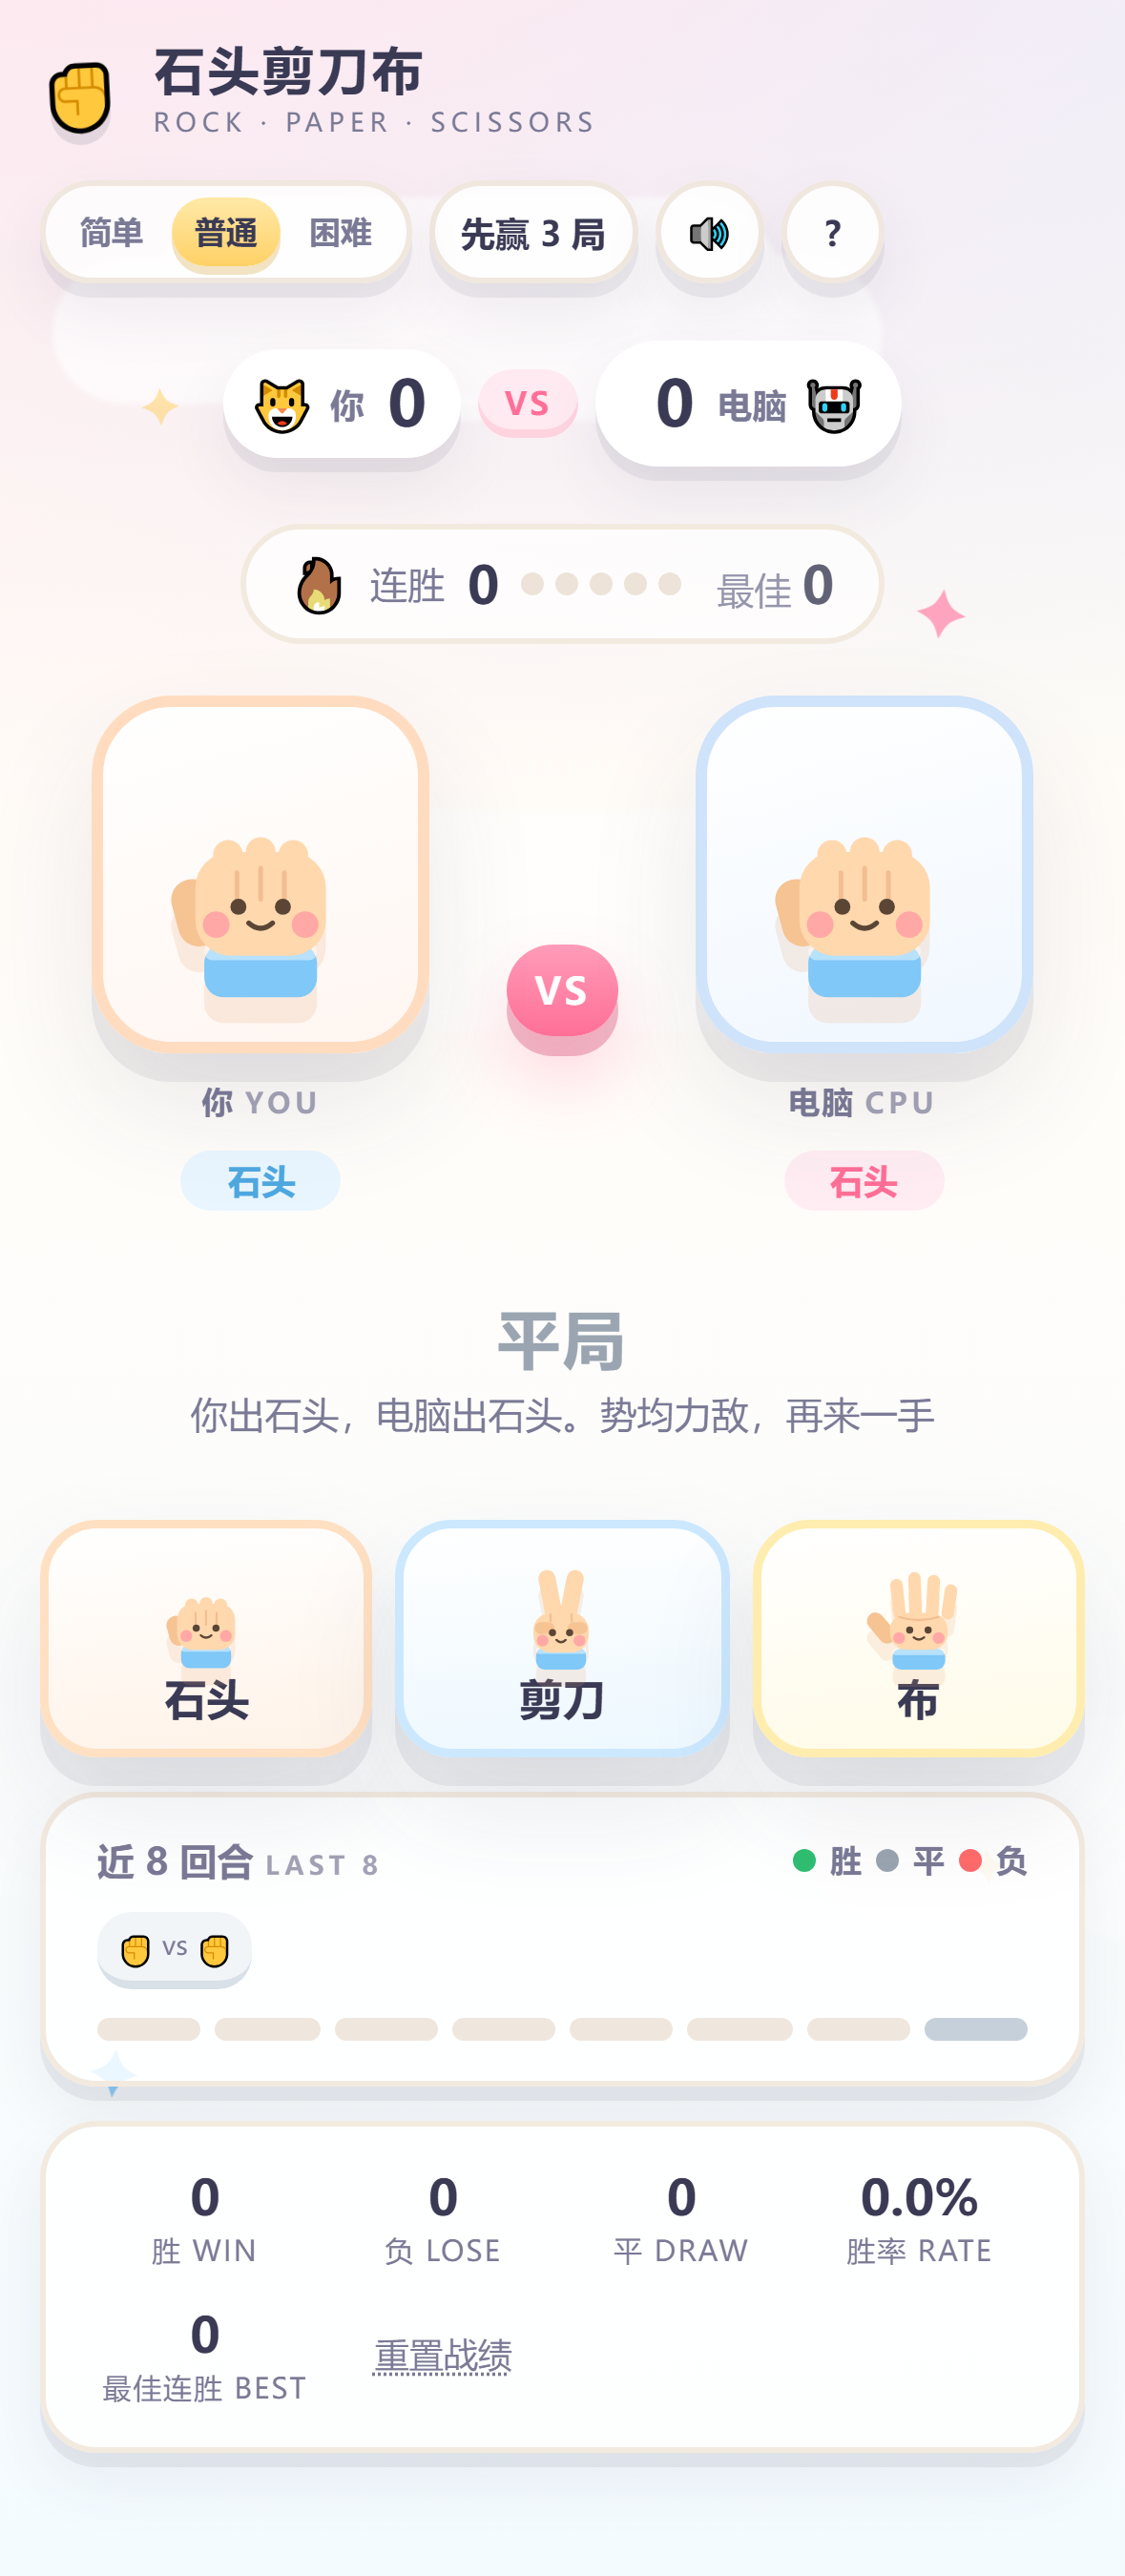 石头剪刀布
ROCK · PAPER · SCISSORS
简单 普通 困难 先赢 3 局 ?
你 0 VS 0 电脑
连胜 0 最佳 0
VS
你 YOU 电脑 CPU
石头 石头
平局
你出石头，电脑出石头。势均力敌，再来一手
石头 剪刀 布
近 8 回合 LAST 8 胜 平 负
VS
0 0 0 0.0%
胜 WIN 负 LOSE 平 DRAW 胜率 RATE
0 重置战绩
最佳连胜 BEST